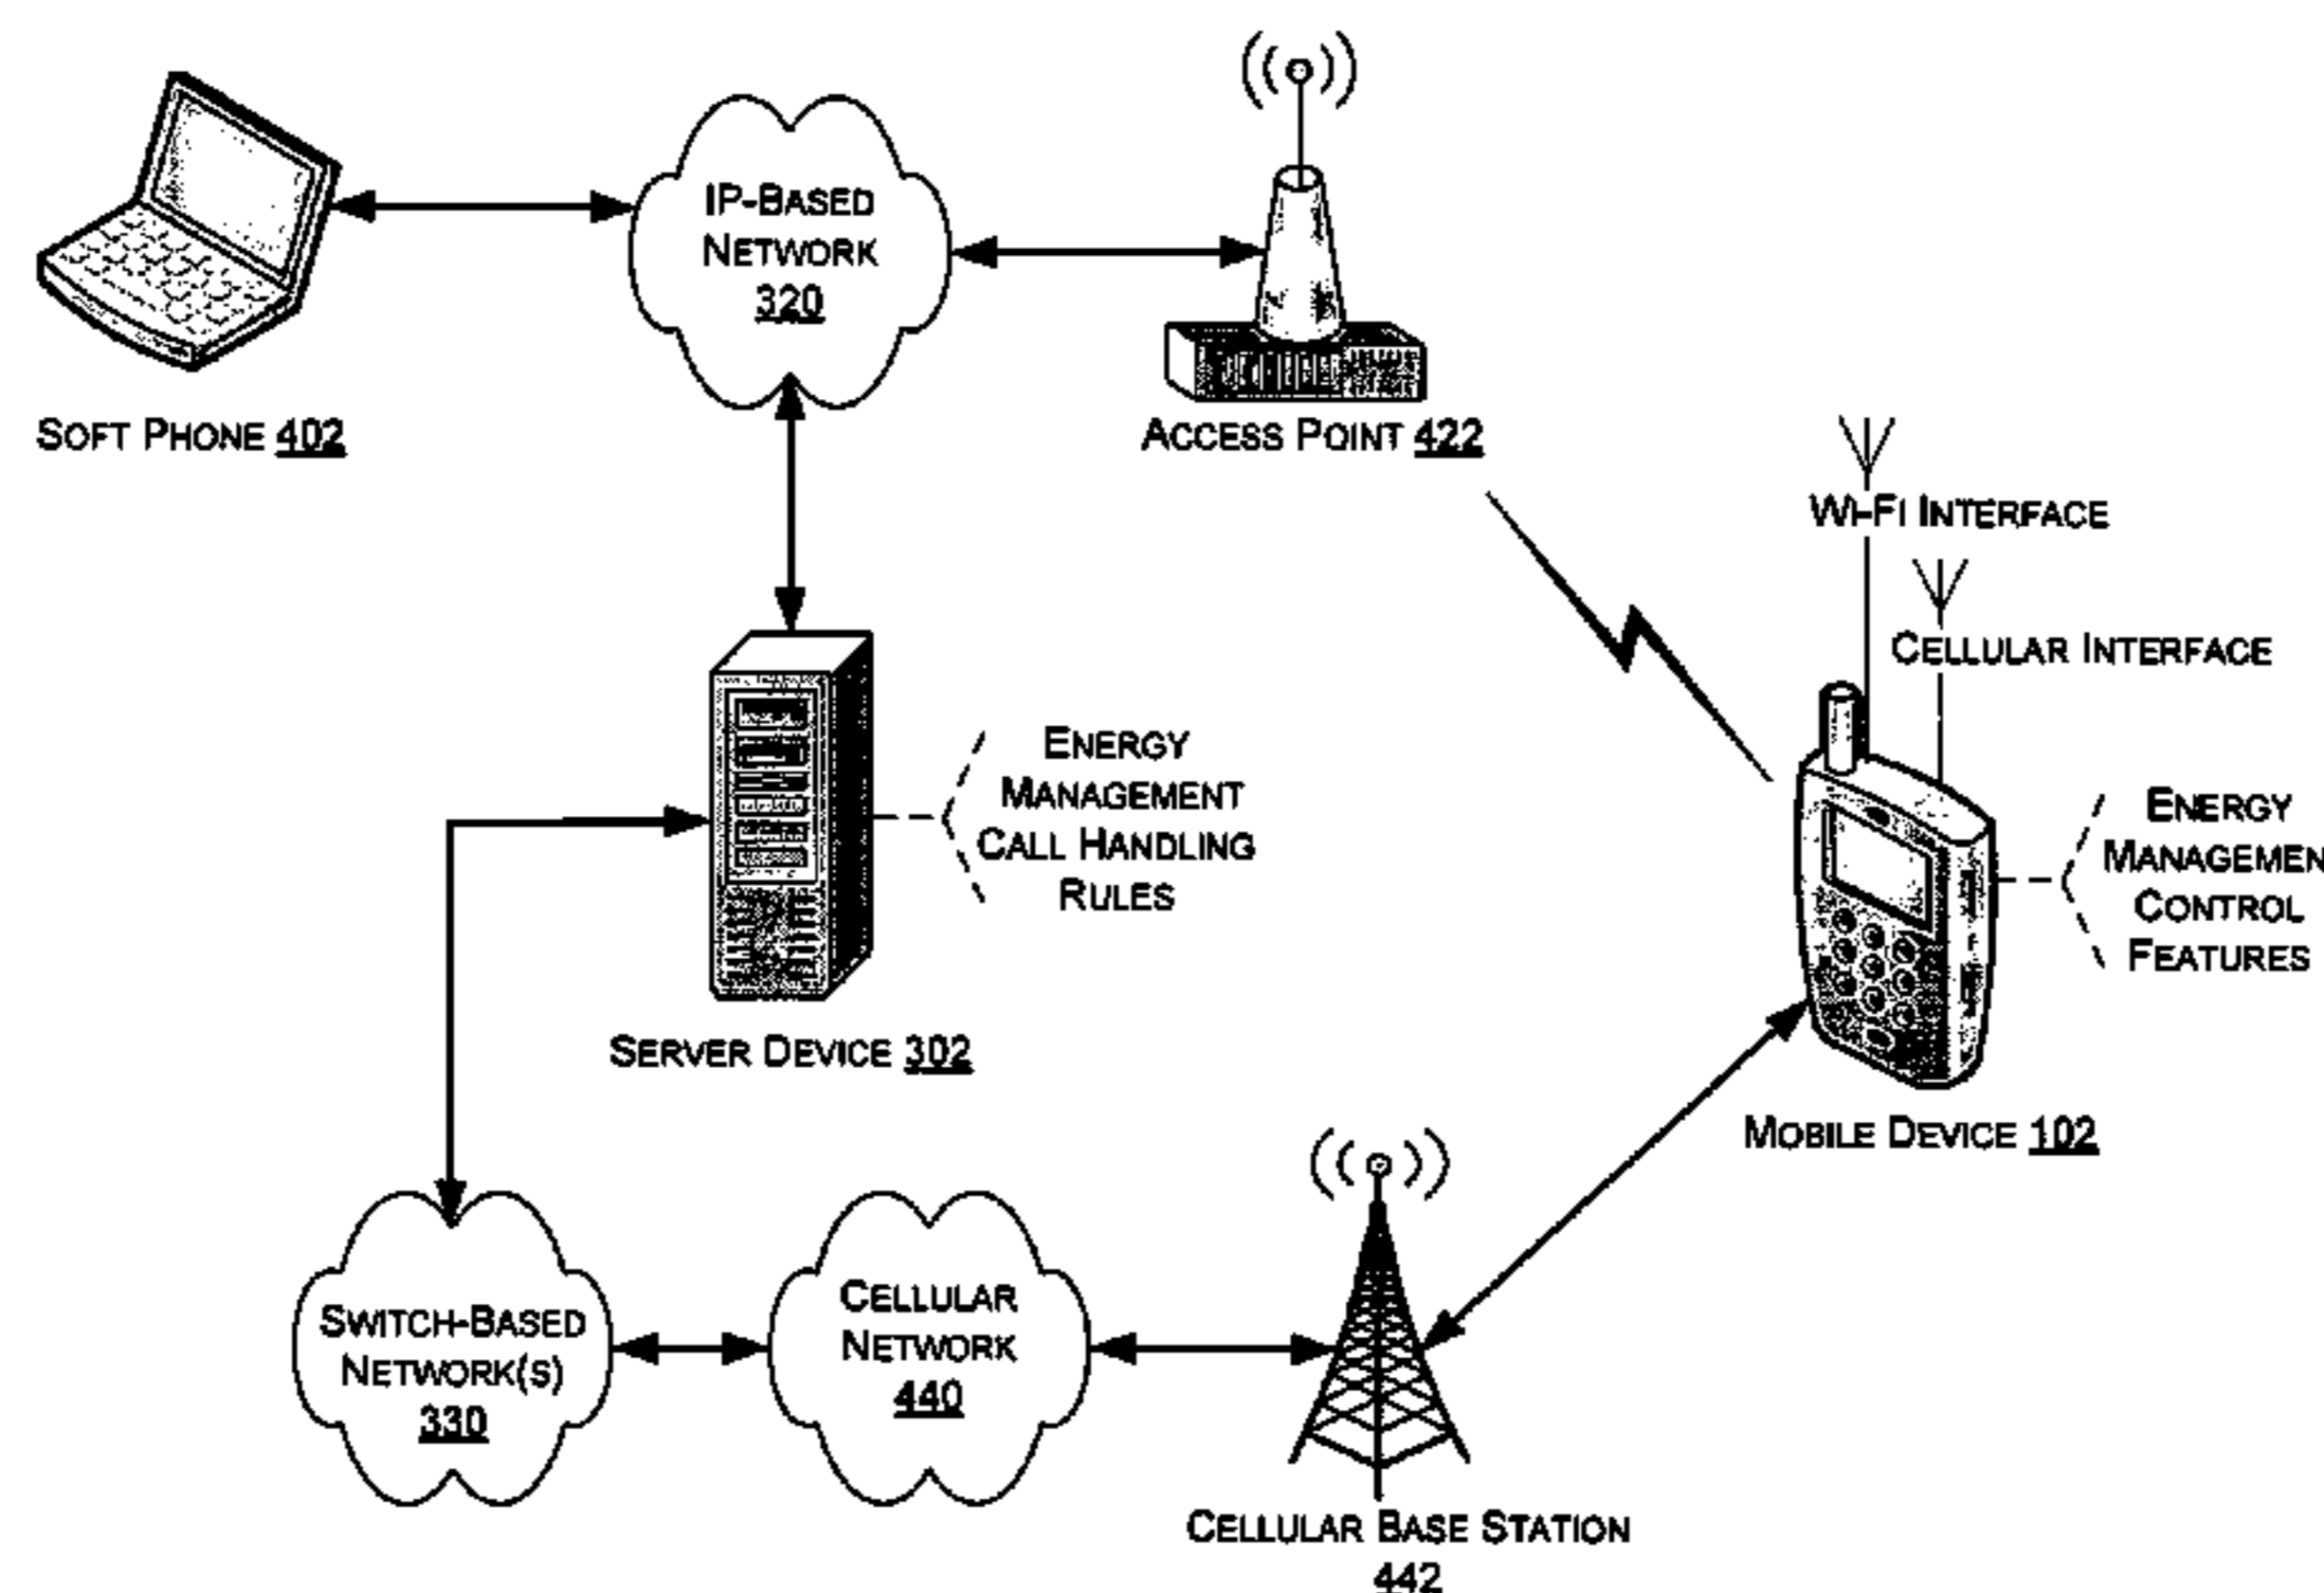 IP-BASED
NETWORK
320
SOFT PHONE 402
ACCESS POINT 422
WI-FI INTERFACE
CELLULAR INTERFACE
ENERGY
MANAGEMENT
CALL HANDLING
RULES
ENERGY
MANAGEMEN
CONTROL
FEATURES
SERVER DEVICE 302
MOBILE DEVICE 102
SWITCH-BASED
NETWORK(S)
330
CELLULAR
NETWORK
440
CELLULAR BASE STATION
442